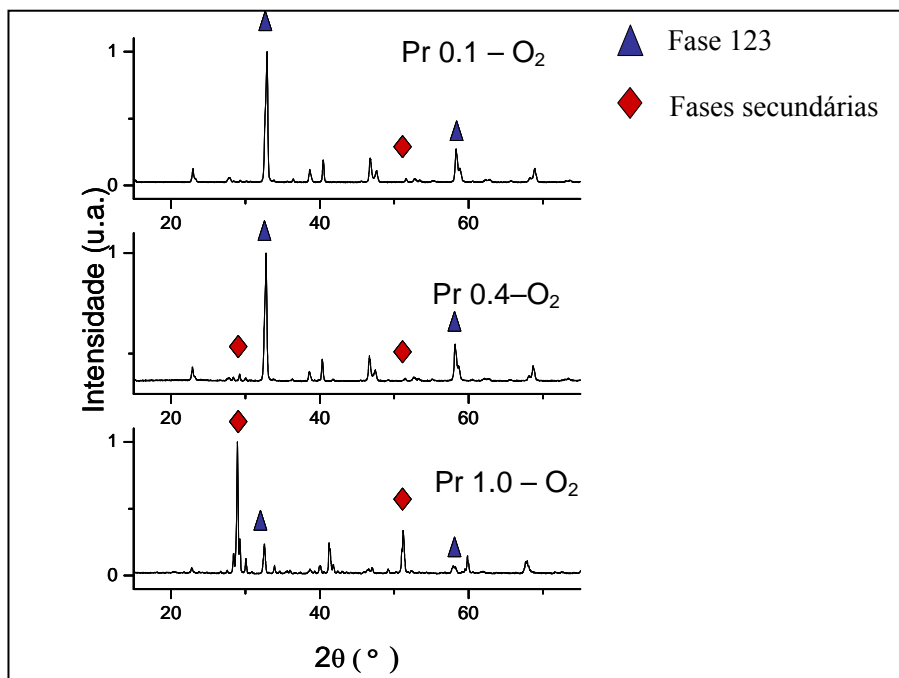 Pr 0.1 – O₂
Fase 123
Fases secundárias
1
0
20 40 60
Pr 0.4–O₂
1
20 40 60
Pr 1.0 – O₂
1
0
20 40 60
Intensidade (u.a.)
2θ (°)